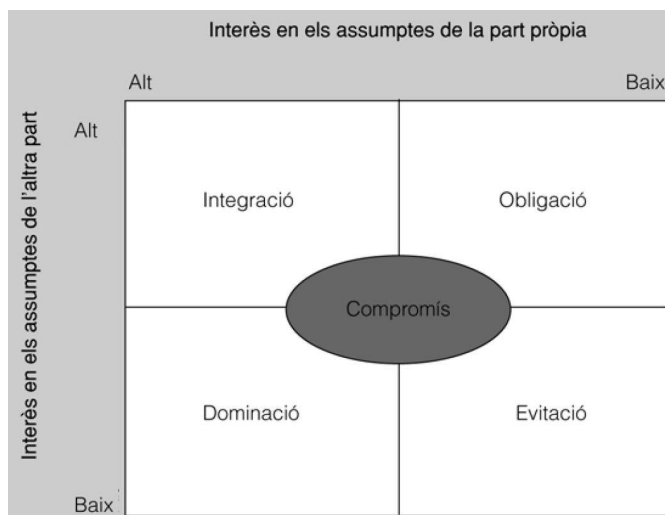 Interès en els assumptes de la part pròpia
Alt
Baix
Interès en els assumptes de l'altra part
Alt
Integració
Obligació
Compromís
Dominació
Evitació
Baix